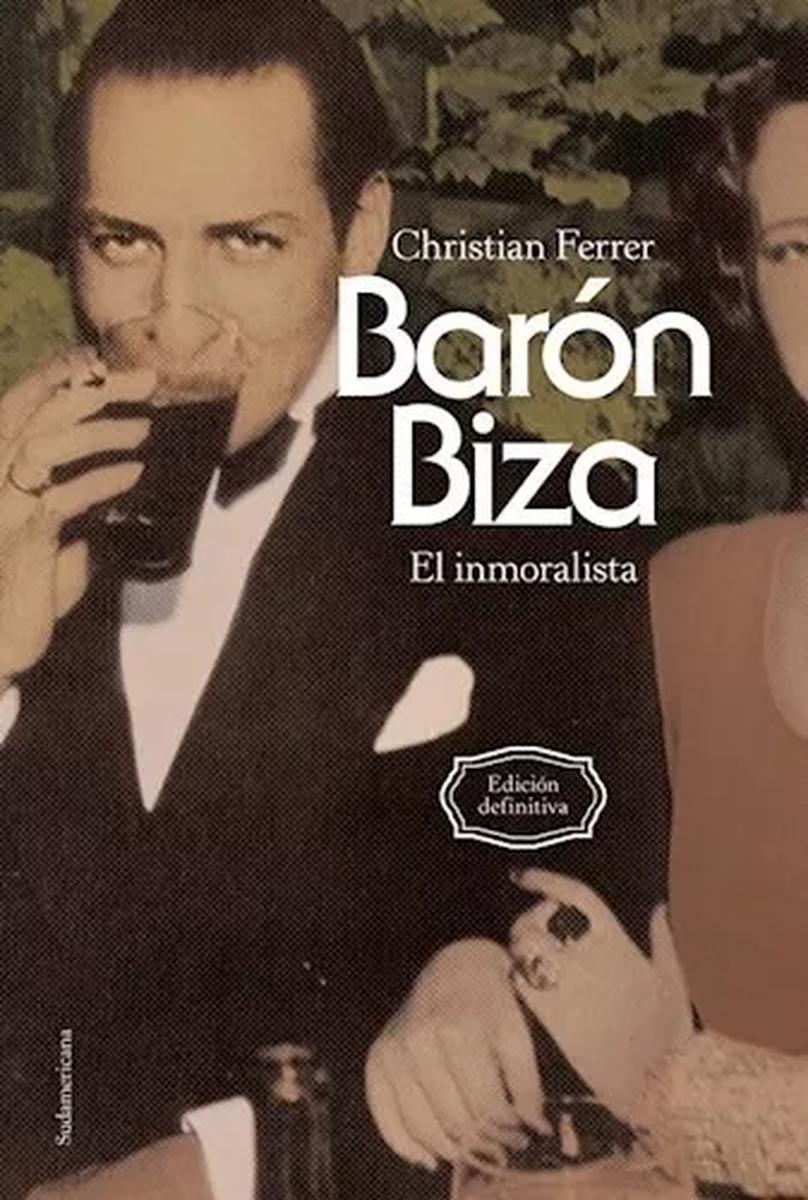 Christian Ferrer
Barón
Biza
El inmoralista
Edición
definitiva
Sudamericana